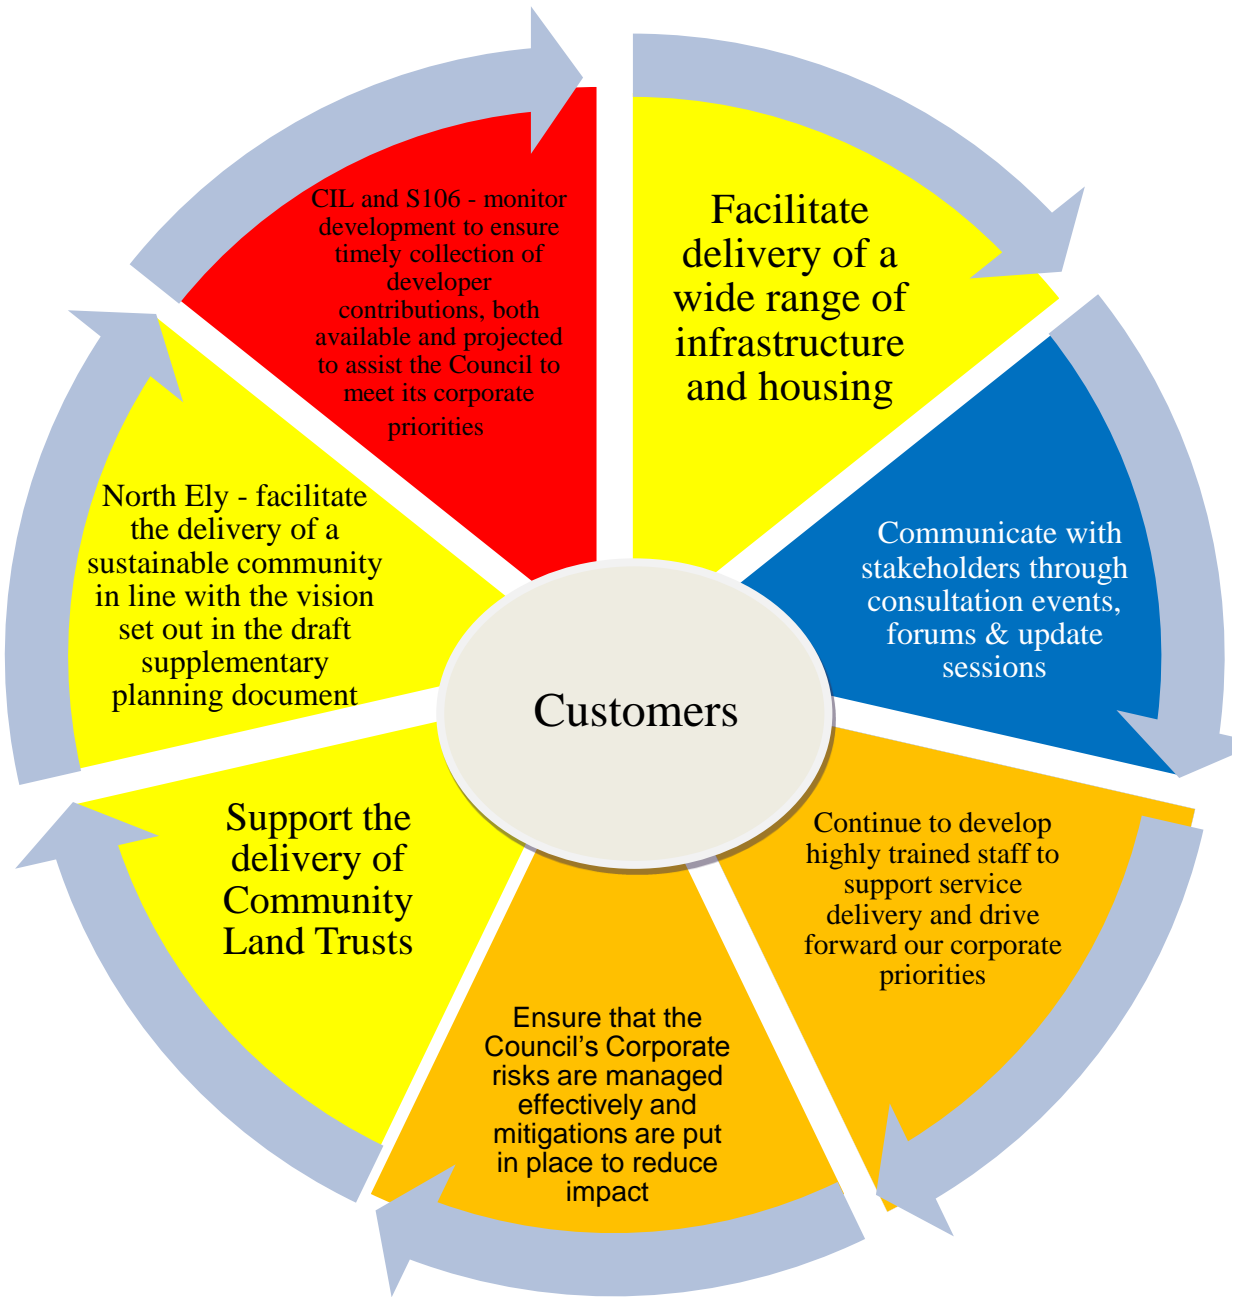 Facilitate
delivery of a
wide range of
infrastructure
and housing
Communicate with
stakeholders through
consultation events,
forums & update
sessions
Continue to develop
highly trained staff to
support service
delivery and drive
forward our corporate
priorities
Ensure that the
Council's Corporate
risks are managed
effectively and
mitigations are put
in place to reduce
impact
Support the
delivery of
Community
Land Trusts
North Ely - facilitate
the delivery of a
sustainable community
in line with the vision
set out in the draft
supplementary
planning document
CIL and S106 - monitor
development to ensure
timely collection of
developer
contributions, both
available and projected
to assist the Council to
meet its corporate
priorities
Customers